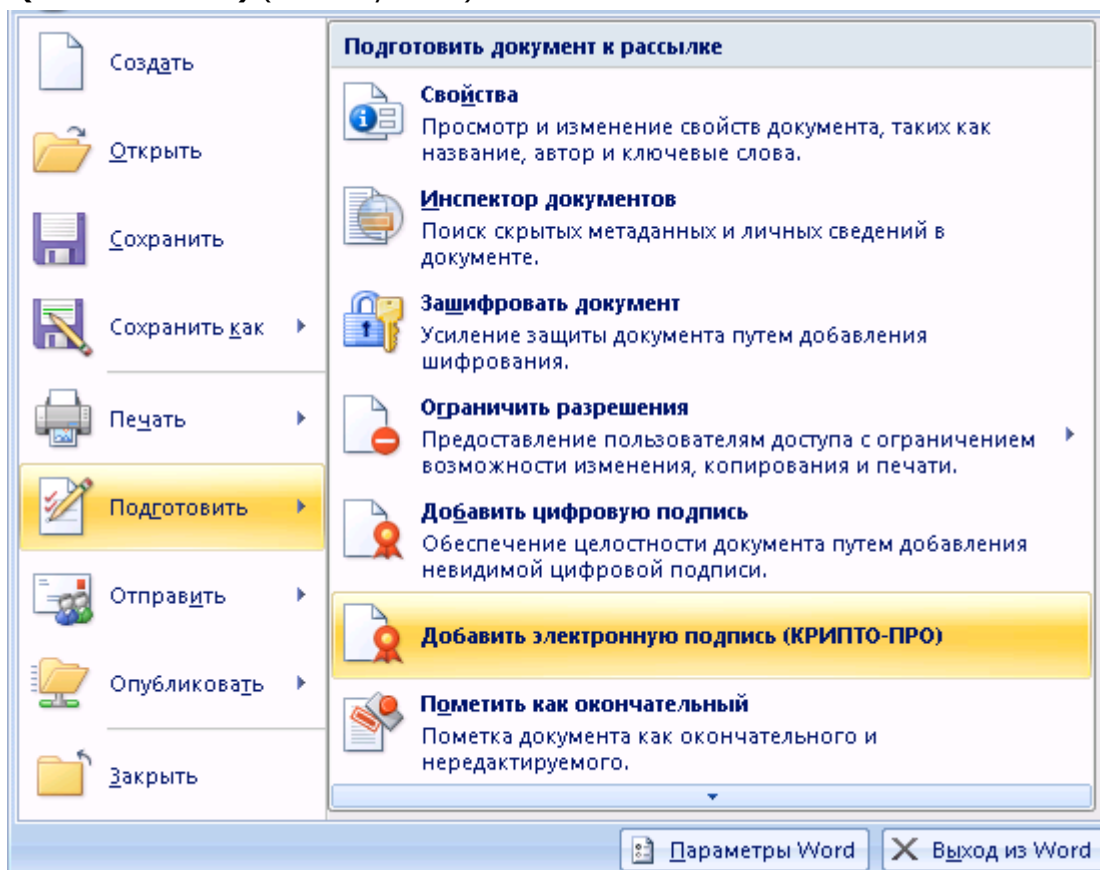 Создать
Открыть
Сохранить
Сохранить как
Печать
Подготовить
Отправить
Опубликовать
Закрыть
Подготовить документ к рассылке
Свойства
Просмотр и изменение свойств документа, таких как
название, автор и ключевые слова.
Инспектор документов
Поиск скрытых метаданных и личных сведений в
документе.
Зашифровать документ
Усиление защиты документа путем добавления
шифрования.
Ограничить разрешения
Предоставление пользователям доступа с ограничением
возможности изменения, копирования и печати.
Добавить цифровую подпись
Обеспечение целостности документа путем добавления
невидимой цифровой подписи.
Добавить электронную подпись (КРИПТО-ПРО)
Пометить как окончательный
Пометка документа как окончательного и
нередактируемого.
Параметры Word
Выход из Word